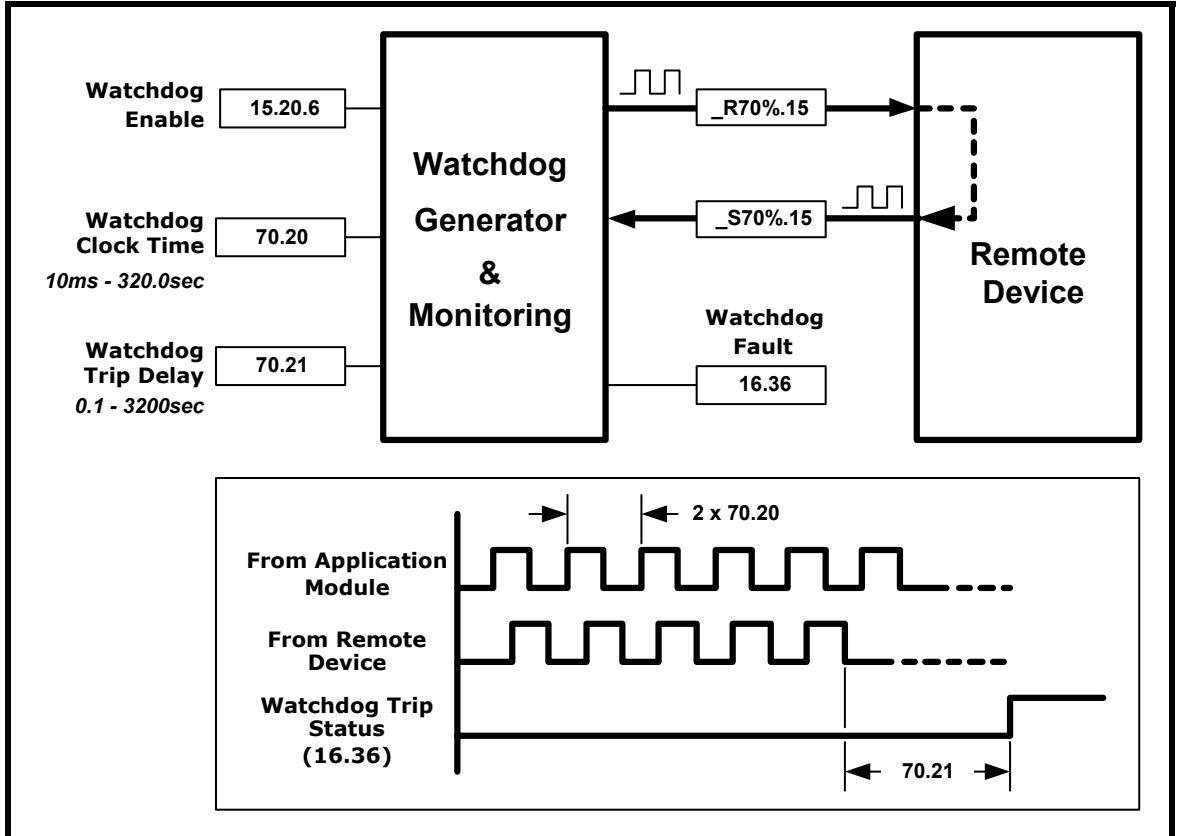 Watchdog
Enable
15.20.6
Watchdog
Clock Time
70.20
10ms - 320.0sec
Watchdog
Trip Delay
70.21
0.1 - 3200sec
Watchdog
Generator
&
Monitoring
_R70%.15
_S70%.15
Watchdog
Fault
16.36
Remote
Device
2 x 70.20
From Application
Module
From Remote
Device
Watchdog Trip
Status
(16.36)
70.21